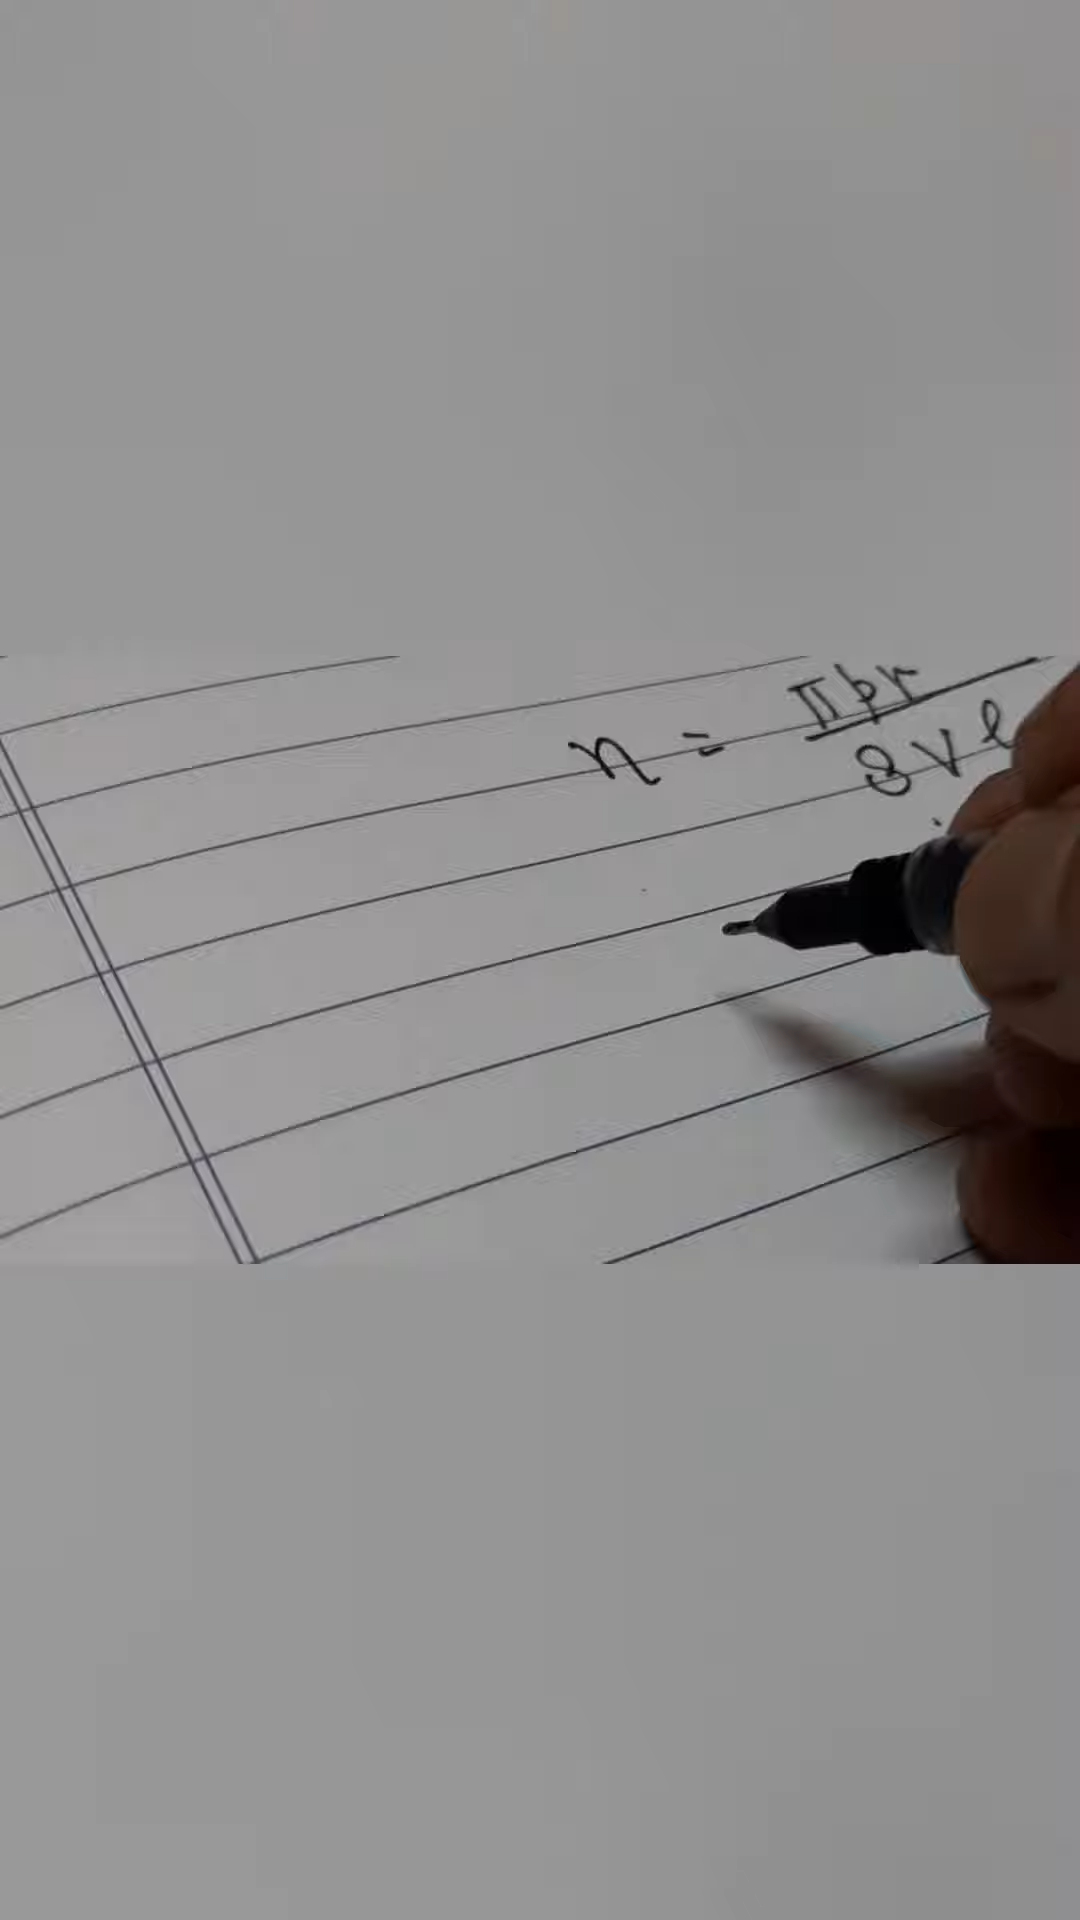 η = πpr
8vl